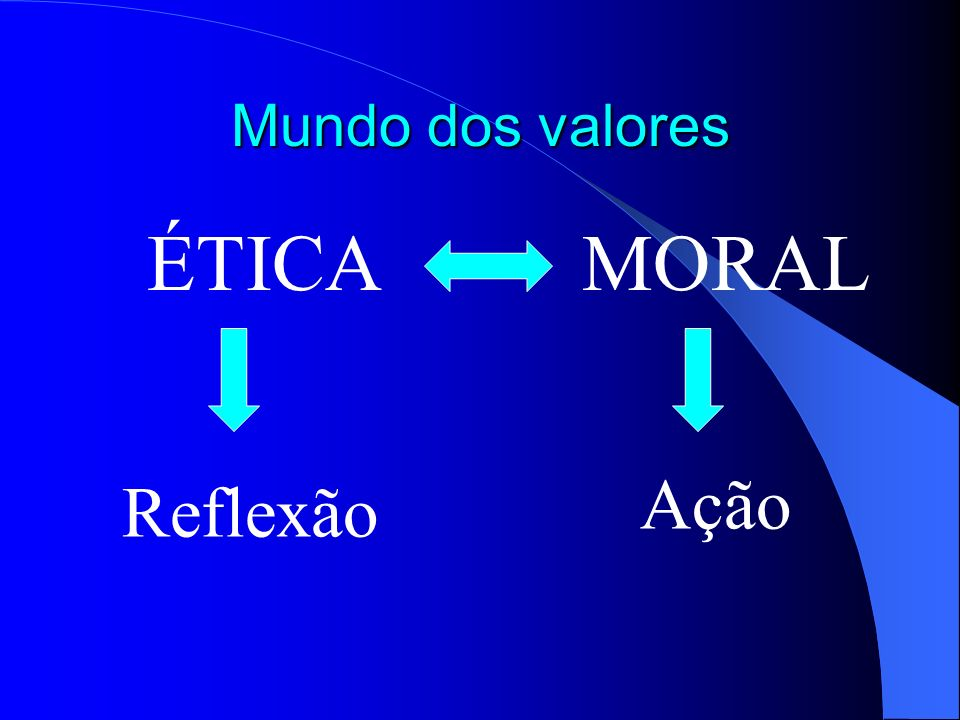 Mundo dos valores
ÉTICA MORAL
Reflexão Ação